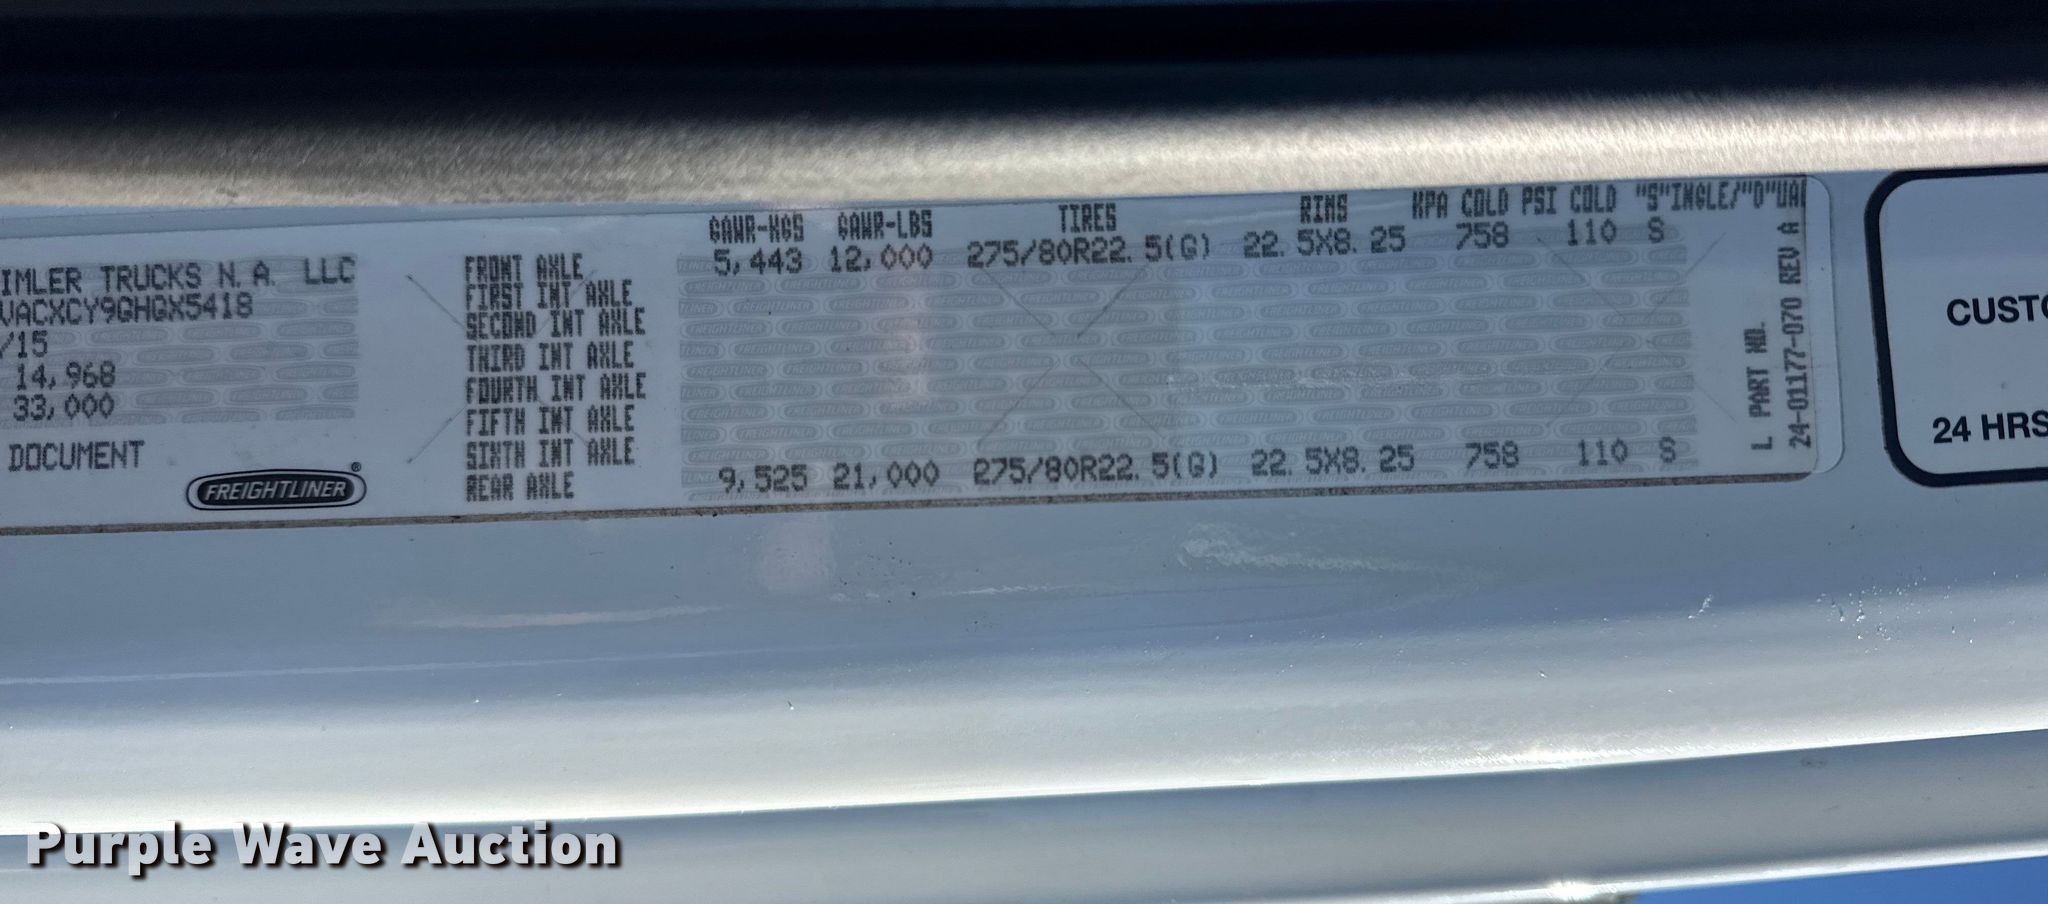 IMLER TRUCKS N. A. LLC
VACXCY9GHGX5418
/15
14,968
33,000
DOCUMENT
FREIGHTLINER®
GAWR-KGS GAWR-LBS TIRES RIMS KPA COLD PSI COLD "S"INGLE/"D"UAL
FRONT AXLE 5,443 12,000 275/80R22.5(G) 22.5X8.25 758 110 S
FIRST INT AXLE
SECOND INT AXLE
THIRD INT AXLE
FOURTH INT AXLE
FIFTH INT AXLE
SIXTH INT AXLE
REAR AXLE 9,525 21,000 275/80R22.5(G) 22.5X8.25 758 110 S
L PART NO.
24-01177-070 REV A
CUSTO
24 HRS
Purple Wave Auction